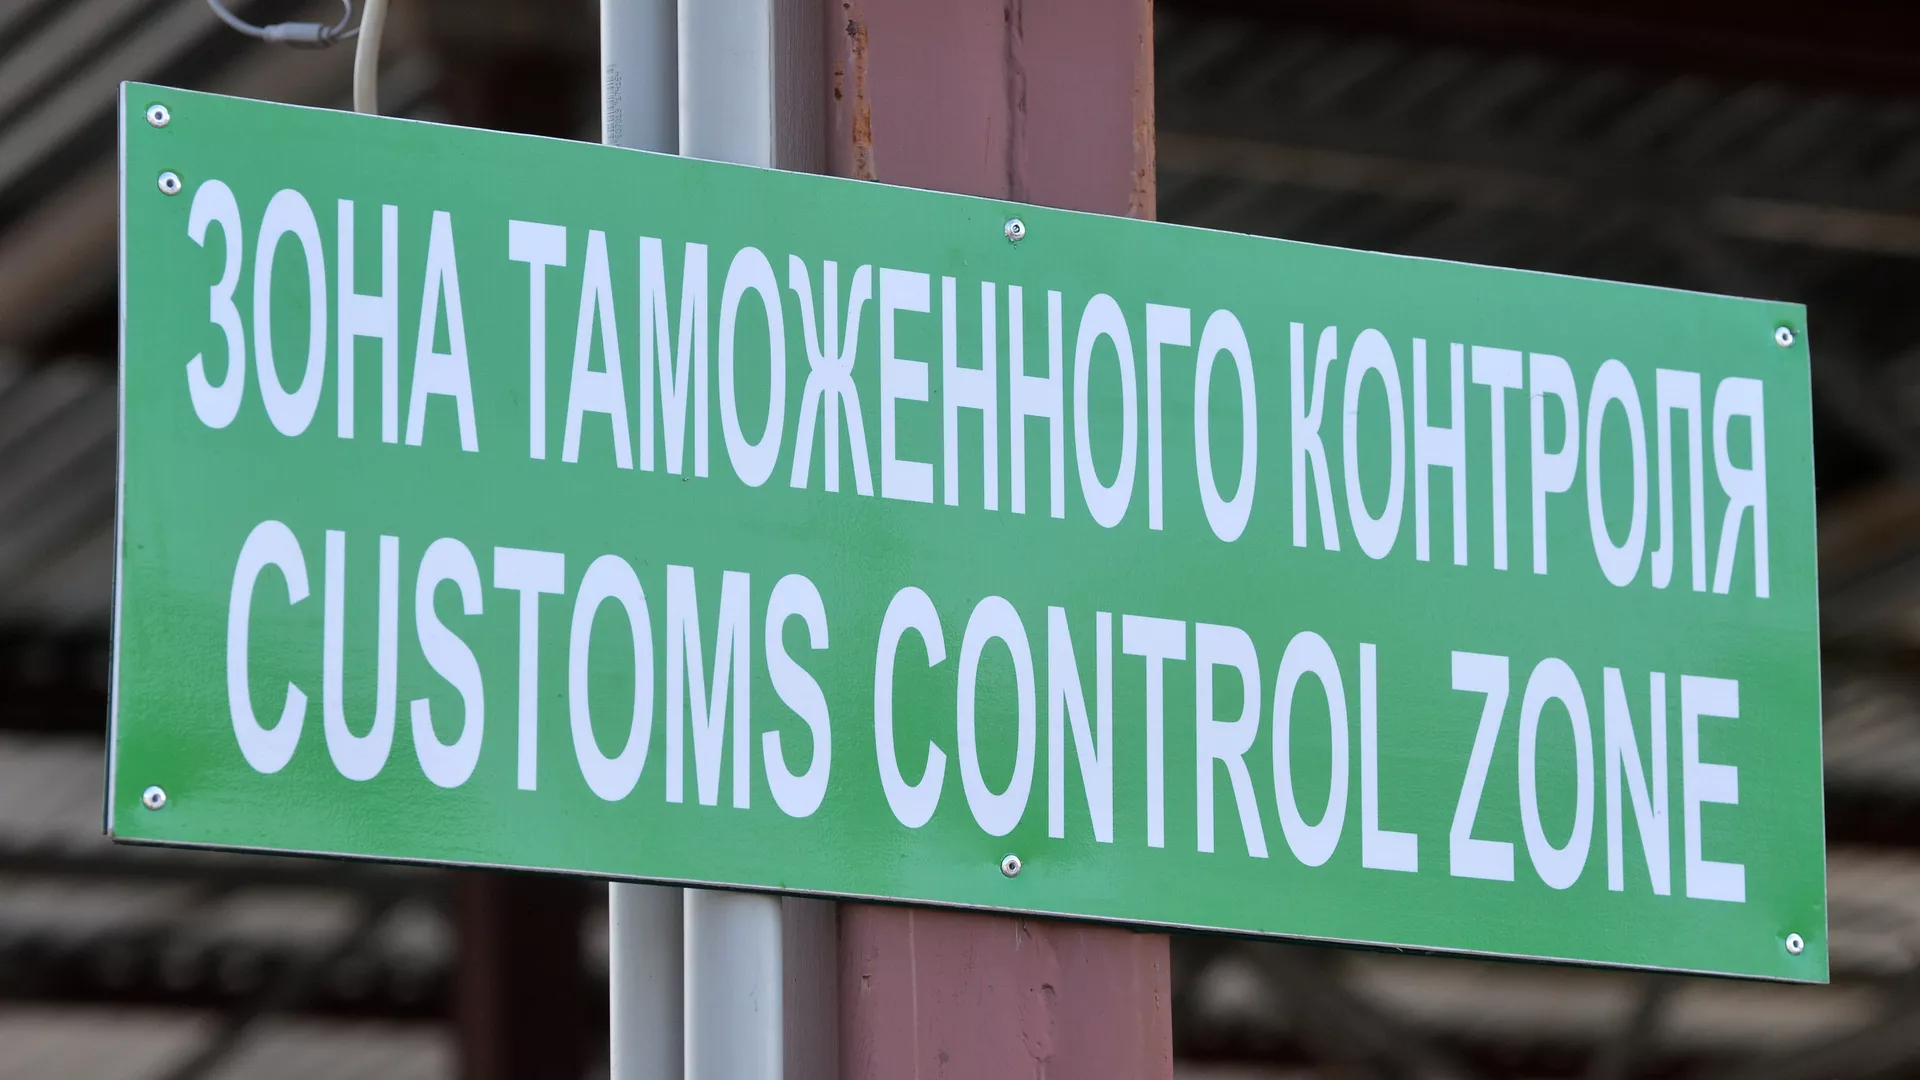 ЗОНА ТАМОЖЕННОГО КОНТРОЛЯ
CUSTOMS CONTROL ZONE